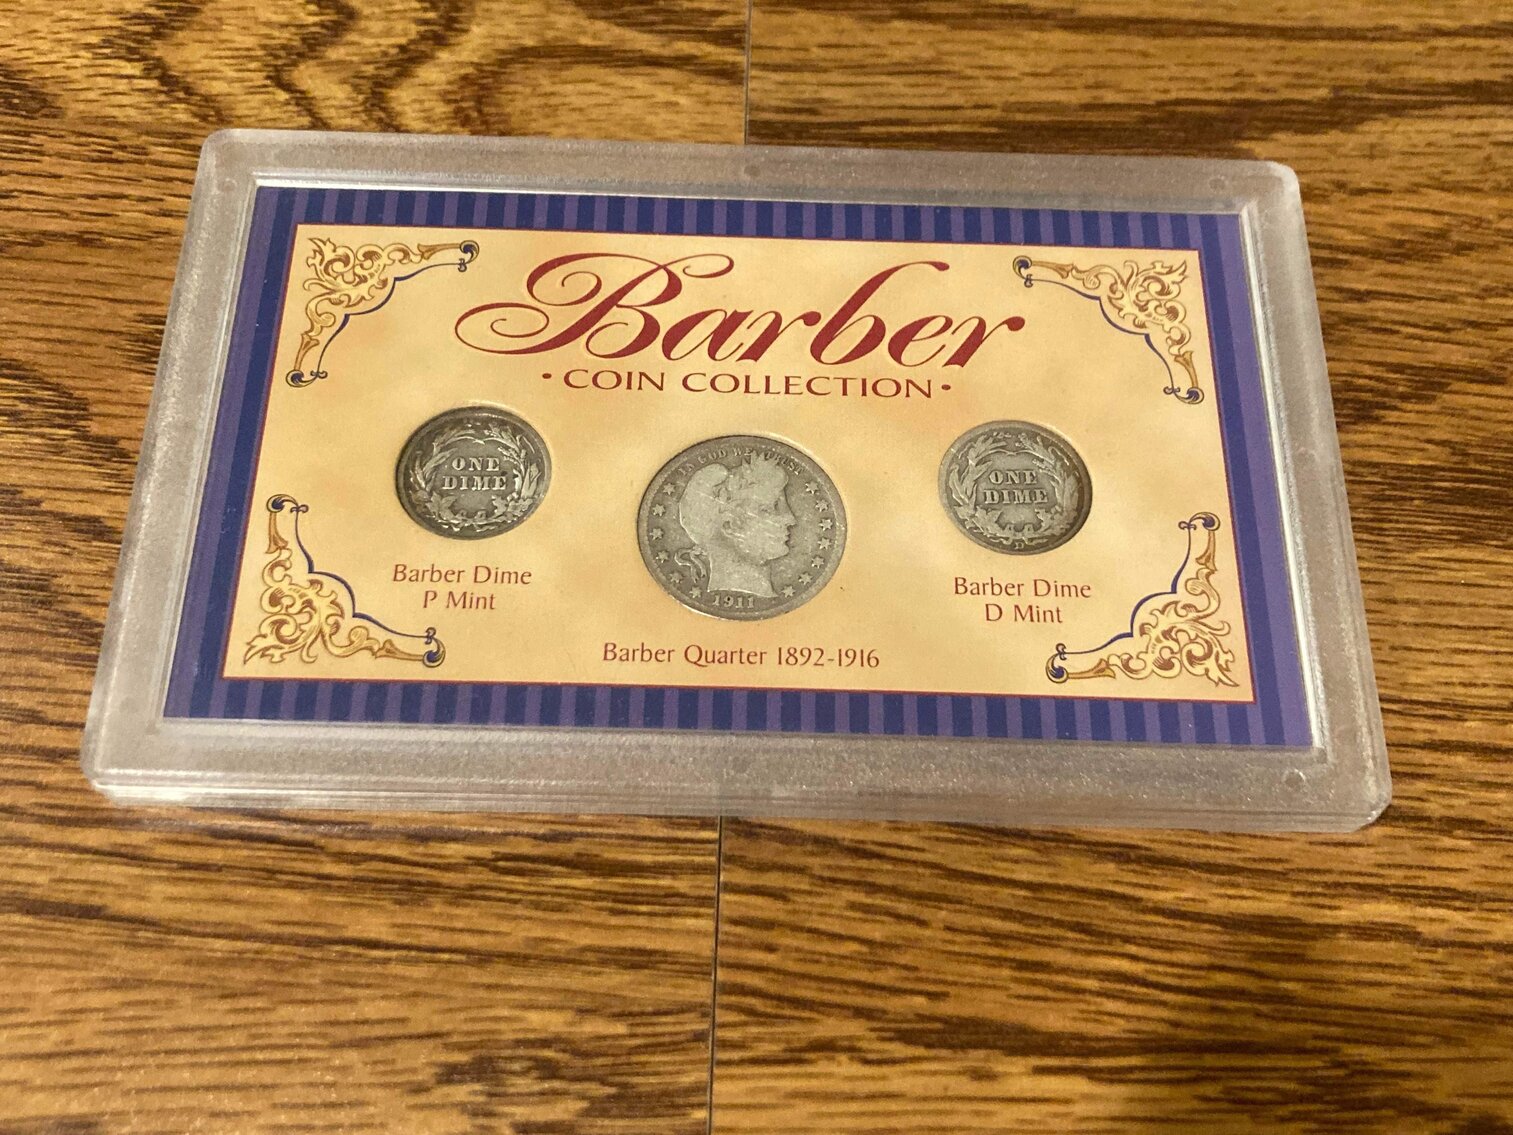 Barber
• COIN COLLECTION •
ONE
DIME
IN GOD WE TRUST
1911
ONE
DIME
D
Barber Dime
P Mint
Barber Quarter 1892-1916
Barber Dime
D Mint